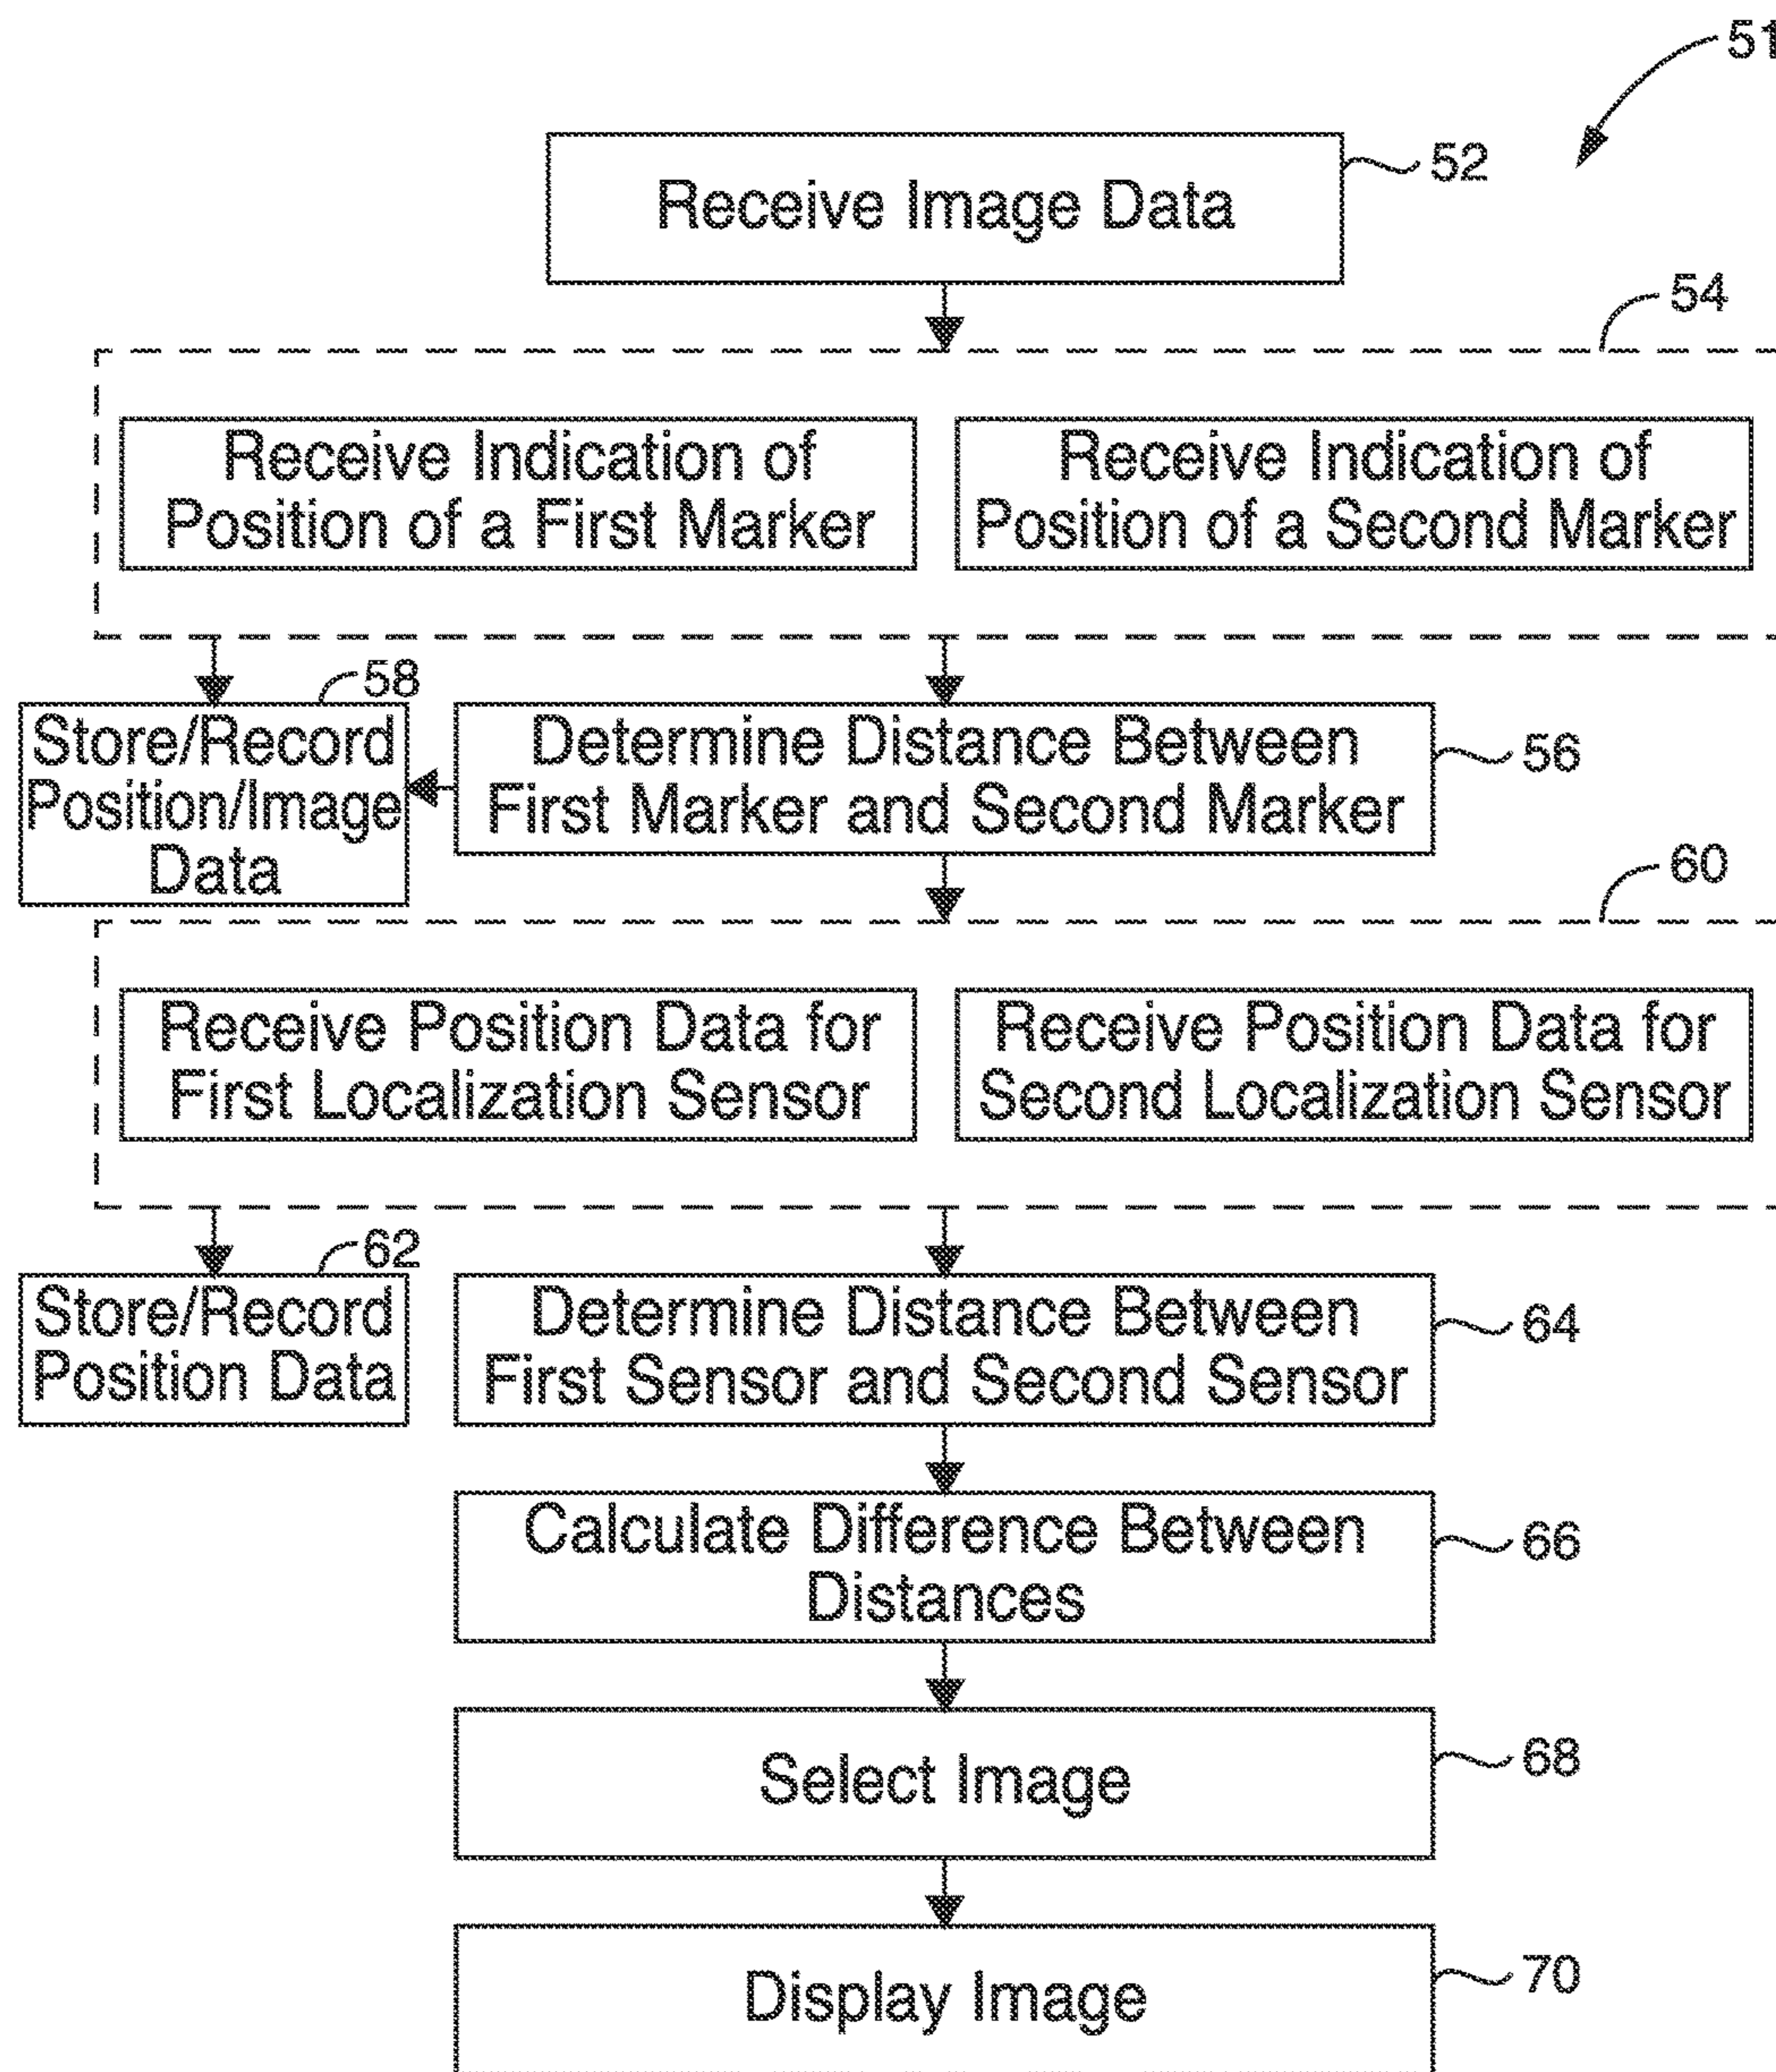 51
Receive Image Data
52
54
Receive Indication of
Position of a First Marker
Receive Indication of
Position of a Second Marker
58
Store/Record
Position/Image
Data
Determine Distance Between
First Marker and Second Marker
56
60
Receive Position Data for
First Localization Sensor
Receive Position Data for
Second Localization Sensor
62
Store/Record
Position Data
Determine Distance Between
First Sensor and Second Sensor
64
Calculate Difference Between
Distances
66
Select Image
68
Display Image
70